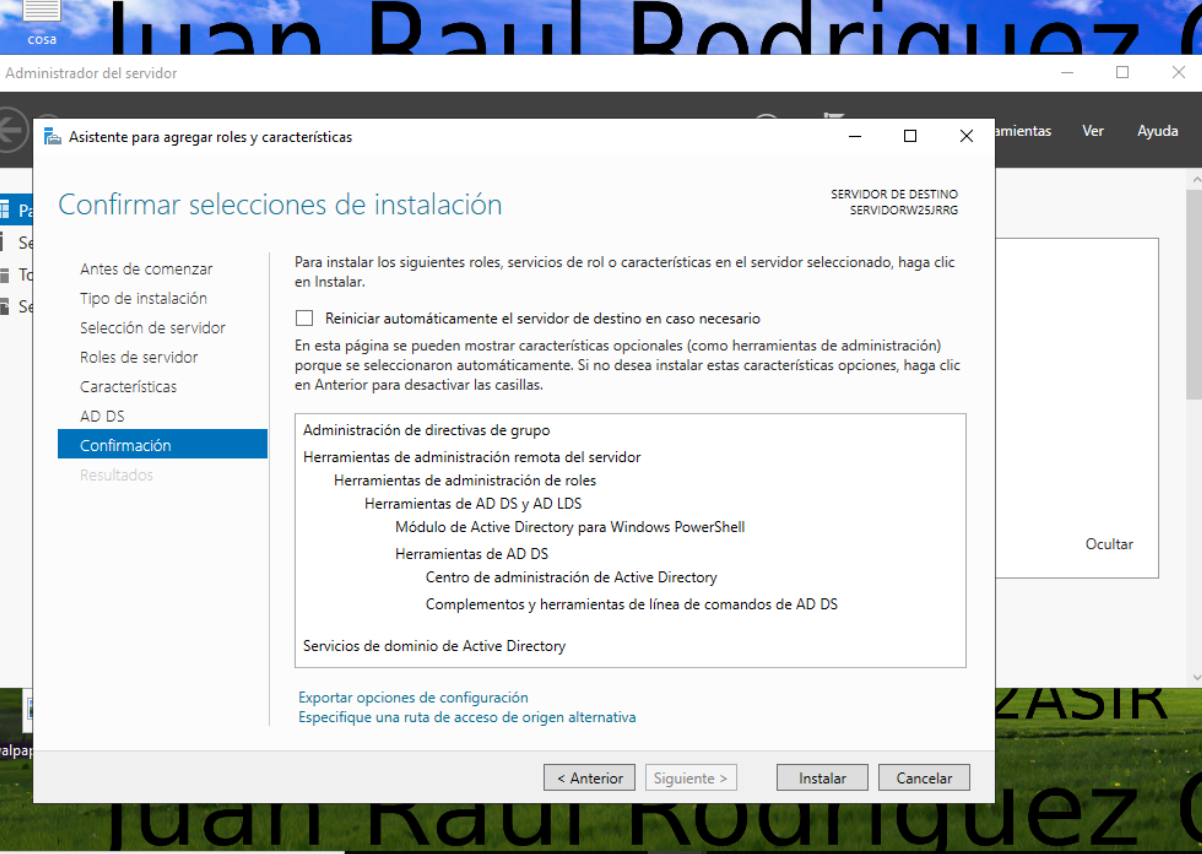 cosa
Juan Raul Rodriguez
Administrador del servidor
Ver
Ayuda
Asistente para agregar roles y características
Confirmar selecciones de instalación
SERVIDOR DE DESTINO
SERVIDORW25JRRG
Antes de comenzar
Tipo de instalación
Selección de servidor
Roles de servidor
Características
AD DS
Confirmación
Resultados
Para instalar los siguientes roles, servicios de rol o características en el servidor seleccionado, haga clic
en Instalar.
Reiniciar automáticamente el servidor de destino en caso necesario
En esta página se pueden mostrar características opcionales (como herramientas de administración)
porque se seleccionaron automáticamente. Si no desea instalar estas características opciones, haga clic
en Anterior para desactivar las casillas.
Administración de directivas de grupo
Herramientas de administración remota del servidor
Herramientas de administración de roles
Herramientas de AD DS y AD LDS
Módulo de Active Directory para Windows PowerShell
Herramientas de AD DS
Centro de administración de Active Directory
Complementos y herramientas de línea de comandos de AD DS
Servicios de dominio de Active Directory
Exportar opciones de configuración
Especifique una ruta de acceso de origen alternativa
Ocultar
2ASIR
< Anterior
Siguiente >
Instalar
Cancelar
Juan Raul Rodriguez